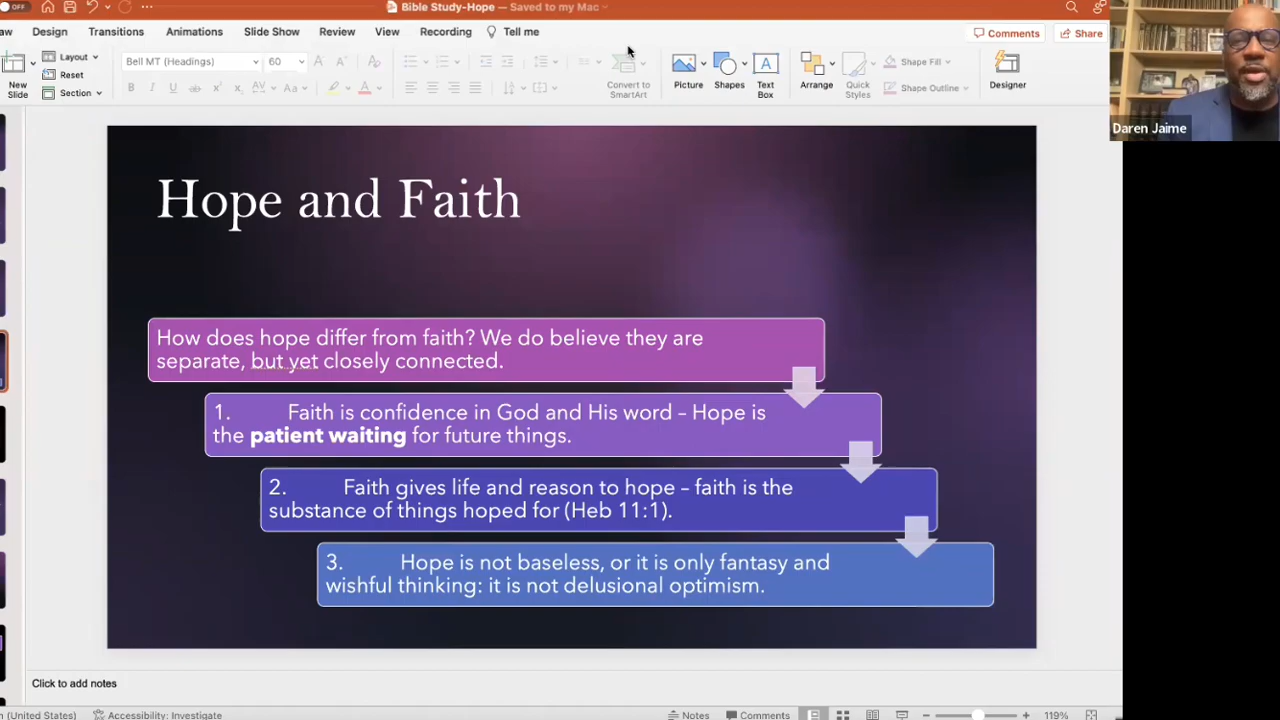 OFF
Bible Study-Hope — Saved to my Mac
aw Design Transitions Animations Slide Show Review View Recording Tell me
Comments Share
Layout
Reset
Section
New
Slide
Bell MT (Headings) 60
Convert to
SmartArt
Picture Shapes Text
Box
Arrange Quick
Styles
Shape Fill
Shape Outline
Designer
Daren Jaime
Hope and Faith
How does hope differ from faith? We do believe they are
separate, but yet closely connected.
1. Faith is confidence in God and His word – Hope is
the patient waiting for future things.
2. Faith gives life and reason to hope – faith is the
substance of things hoped for (Heb 11:1).
3. Hope is not baseless, or it is only fantasy and
wishful thinking: it is not delusional optimism.
Click to add notes
n (United States) Accessibility: Investigate Notes Comments 119%